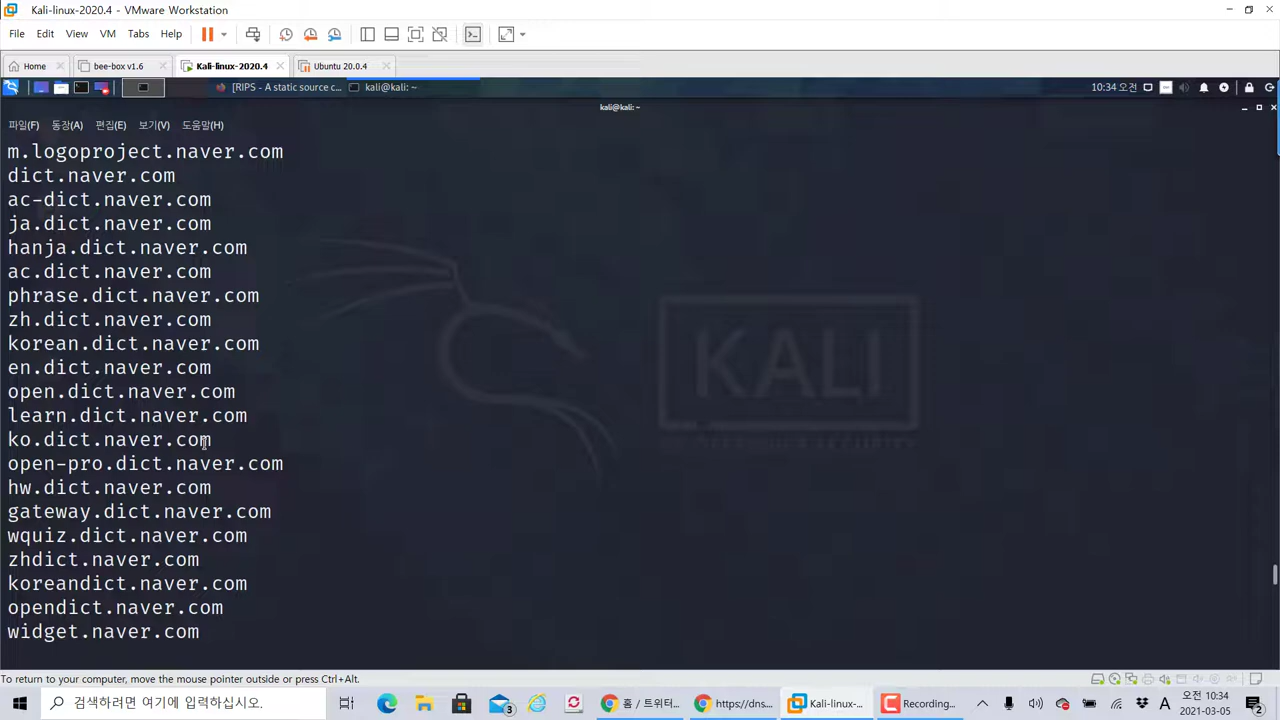 Kali-linux-2020.4 - VMware Workstation
File Edit View VM Tabs Help
Home bee-box v1.6 Kali-linux-2020.4 Ubuntu 20.0.4
[RIPS - A static source c... kali@kali: ~ 10:34 오전
kali@kali: ~
파일(F) 동장(A) 편집(E) 보기(V) 도움말(H)
m.logoproject.naver.com
dict.naver.com
ac-dict.naver.com
ja.dict.naver.com
hanja.dict.naver.com
ac.dict.naver.com
phrase.dict.naver.com
zh.dict.naver.com
korean.dict.naver.com
en.dict.naver.com
open.dict.naver.com
learn.dict.naver.com
ko.dict.naver.com
open-pro.dict.naver.com
hw.dict.naver.com
gateway.dict.naver.com
wquiz.dict.naver.com
zhdict.naver.com
koreandict.naver.com
opendict.naver.com
widget.naver.com
KALI
To return to your computer, move the mouse pointer outside or press Ctrl+Alt.
검색하려면 여기에 입력하십시오. 3 홈 / 트위터... https://dns... Kali-linux-... Recording... A 오전 10:34
2021-03-05 2